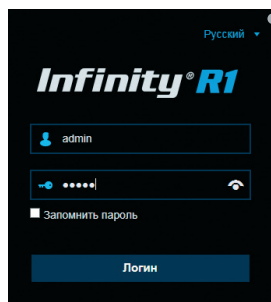 Русский
Infinity® R1
admin
•••••
Запомнить пароль
Логин